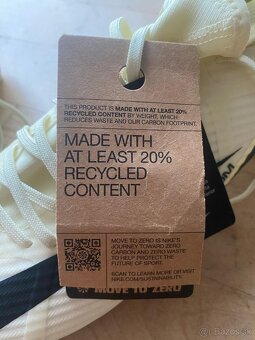 THIS PRODUCT IS MADE WITH AT LEAST 20%
RECYCLED CONTENT BY WEIGHT, WHICH
REDUCES WASTE AND OUR CARBON FOOTPRINT.
MADE WITH
AT LEAST 20%
RECYCLED
CONTENT
MOVE TO ZERO IS NIKE'S
JOURNEY TOWARD ZERO CARBON
AND ZERO WASTE
TO HELP PROTECT THE
FUTURE OF SPORT.
SCAN TO LEARN MORE OR VISIT
NIKE.COM/SUSTAINABILITY.
MOVE TO ZERO